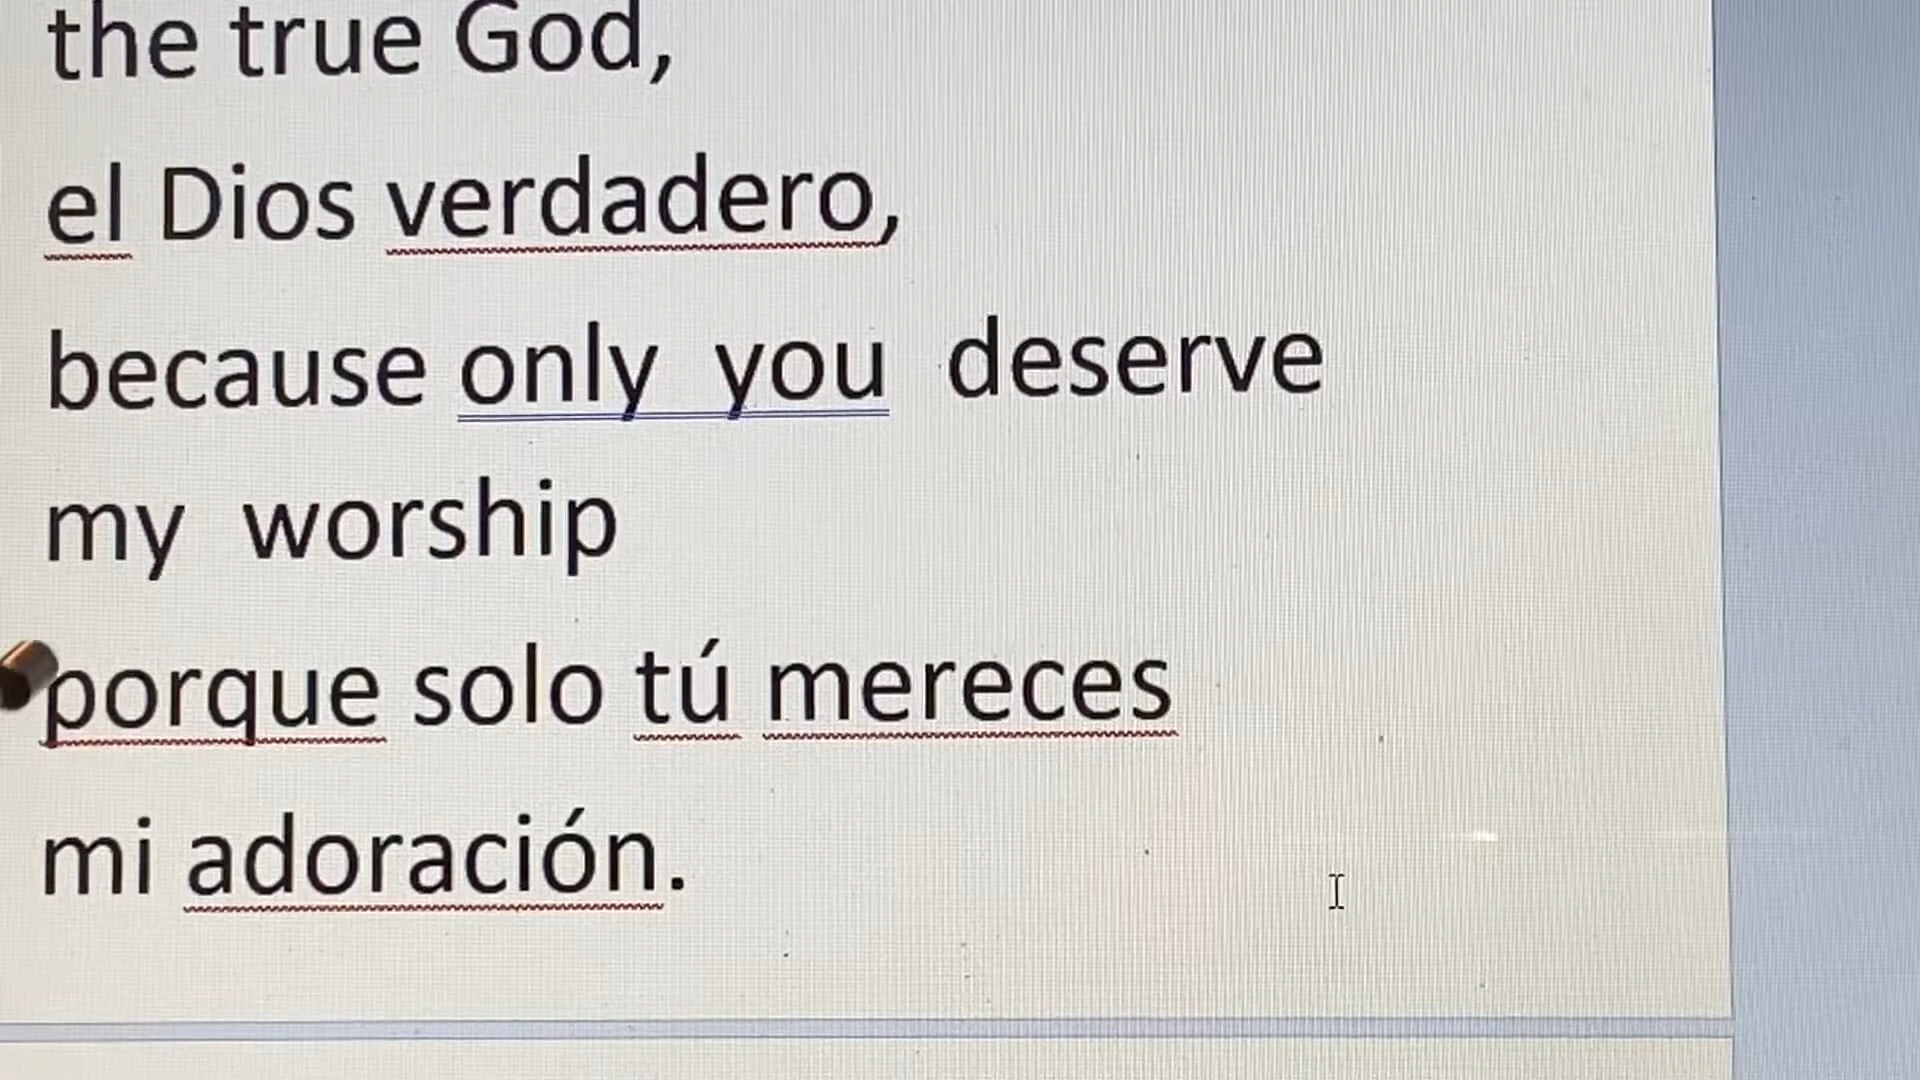 the true God,
el Dios verdadero,
because only you deserve
my worship
porque solo tú mereces
mi adoración.